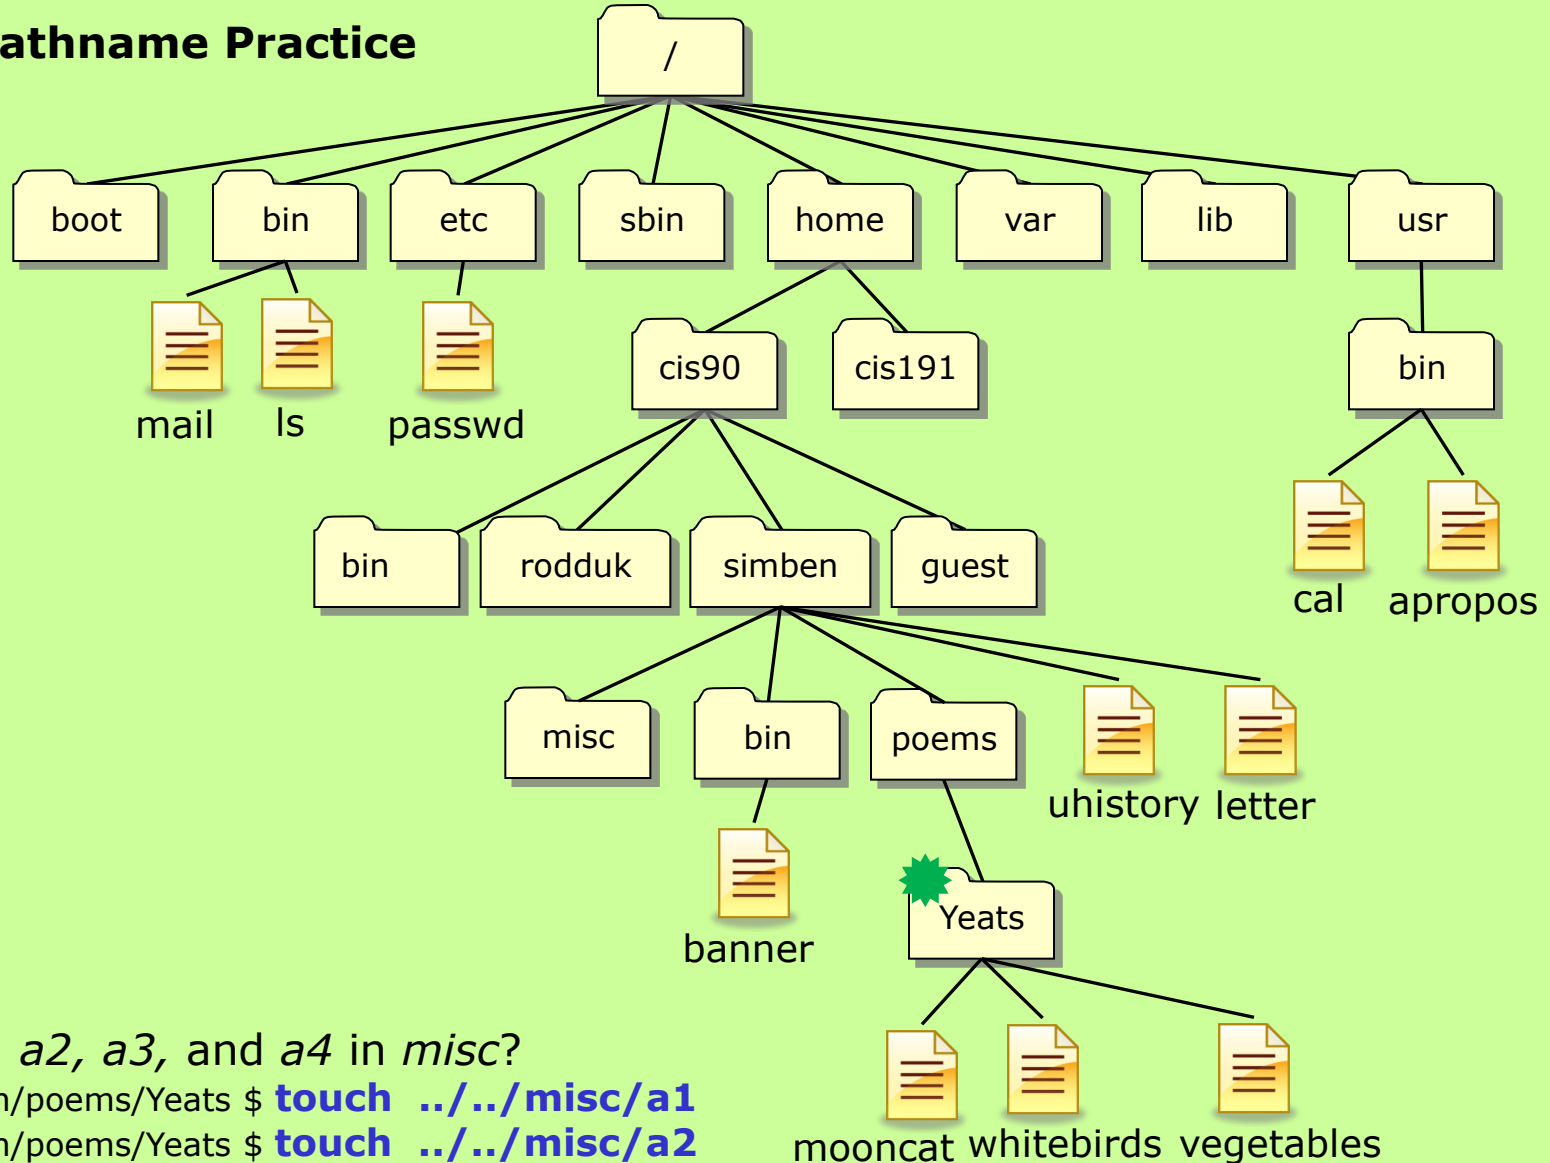 athname Practice
/
boot bin etc sbin home var lib usr
mail ls passwd
cis90 cis191 bin
cal apropos
bin rodduk simben guest
misc bin poems
uhistory letter
banner
Yeats
mooncat whitebirds vegetables
a2, a3, and a4 in misc?
n/poems/Yeats $ touch ../../misc/a1
n/poems/Yeats $ touch ../../misc/a2